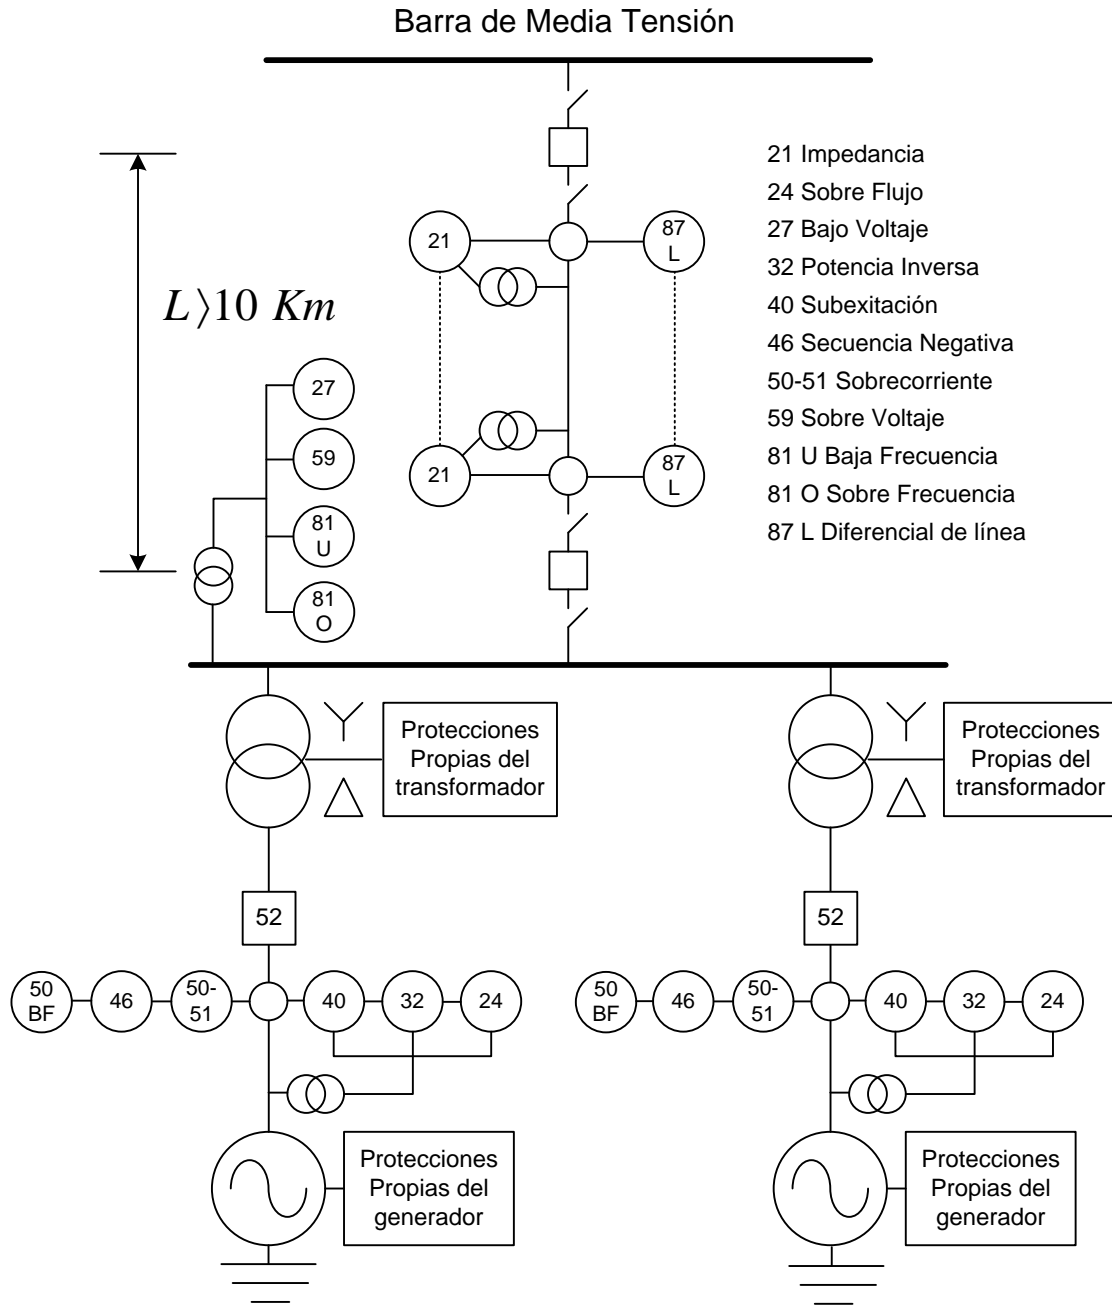 Barra de Media Tensión
21 Impedancia
24 Sobre Flujo
27 Bajo Voltaje
32 Potencia Inversa
40 Subexitación
46 Secuencia Negativa
50-51 Sobrecorriente
59 Sobre Voltaje
81 U Baja Frecuencia
81 O Sobre Frecuencia
87 L Diferencial de línea
L⟩10 Km
21
87
L
21
87
L
27
59
81
U
81
O
Protecciones
Propias del
transformador
Protecciones
Propias del
transformador
52
52
50
BF
46
50-
51
40
32
24
50
BF
46
50-
51
40
32
24
Protecciones
Propias del
generador
Protecciones
Propias del
generador